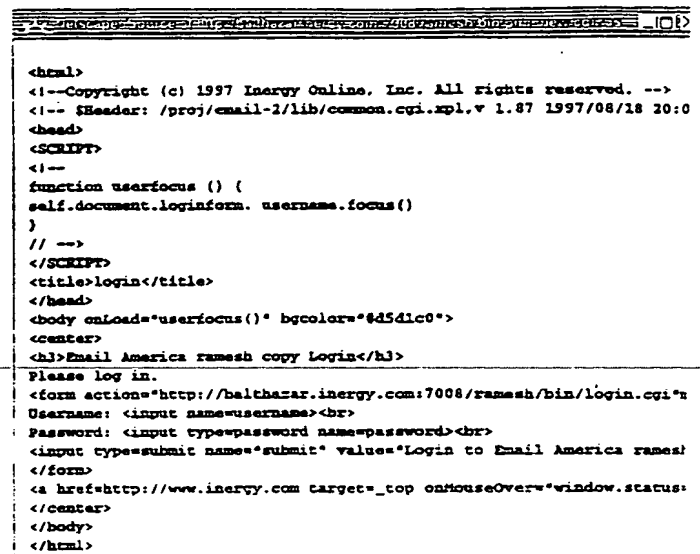 <html>
<!--Copyright (c) 1997 Inergy Online, Inc. All rights reserved. -->
<!-- $Header: /proj/email-2/lib/common.cgi.xpl,v 1.87 1997/08/18 20:0
<head>
<SCRIPT>
<!--
function userfocus () {
self.document.loginform. username.focus()
}
// -->
</SCRIPT>
<title>login</title>
</head>
<body onLoad="userfocus()" bgcolor="#d5d1c0">
<center>
<h3>Email America ramesh copy Login</h3>
Please log in.
<form action="http://balthazar.inergy.com:7008/ramesh/bin/login.cgi"m
Username: <input name=username><br>
Password: <input type=password name=password><br>
<input type=submit name="submit" value="Login to Email America ramesh
</form>
<a href=http://www.inergy.com target=_top onMouseOver="window.status=
</center>
</body>
</html>